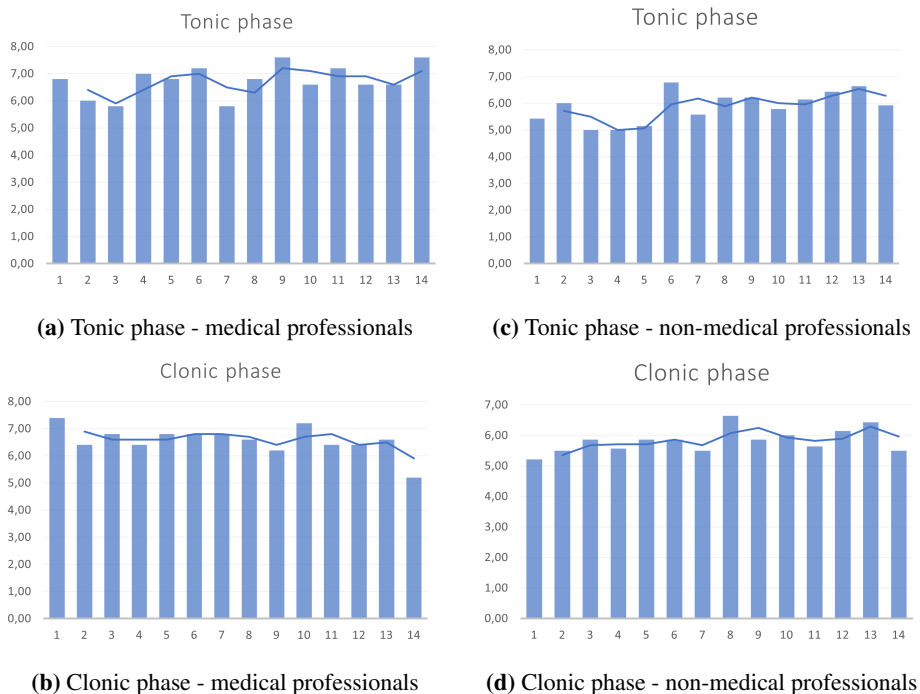 Tonic phase
8,00
7,00
6,00
5,00
4,00
3,00
2,00
1,00
0,00
1 2 3 4 5 6 7 8 9 10 11 12 13 14
(a) Tonic phase - medical professionals
Tonic phase
8,00
7,00
6,00
5,00
4,00
3,00
2,00
1,00
0,00
1 2 3 4 5 6 7 8 9 10 11 12 13 14
(c) Tonic phase - non-medical professionals
Clonic phase
8,00
7,00
6,00
5,00
4,00
3,00
2,00
1,00
0,00
1 2 3 4 5 6 7 8 9 10 11 12 13 14
(b) Clonic phase - medical professionals
Clonic phase
7,00
6,00
5,00
4,00
3,00
2,00
1,00
0,00
1 2 3 4 5 6 7 8 9 10 11 12 13 14
(d) Clonic phase - non-medical professionals